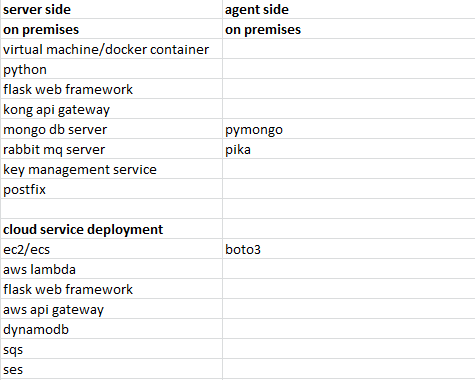 server side agent side
on premises on premises
virtual machine/docker container
python
flask web framework
kong api gateway
mongo db server pymongo
rabbit mq server pika
key management service
postfix
cloud service deployment
ec2/ecs boto3
aws lambda
flask web framework
aws api gateway
dynamodb
sqs
ses